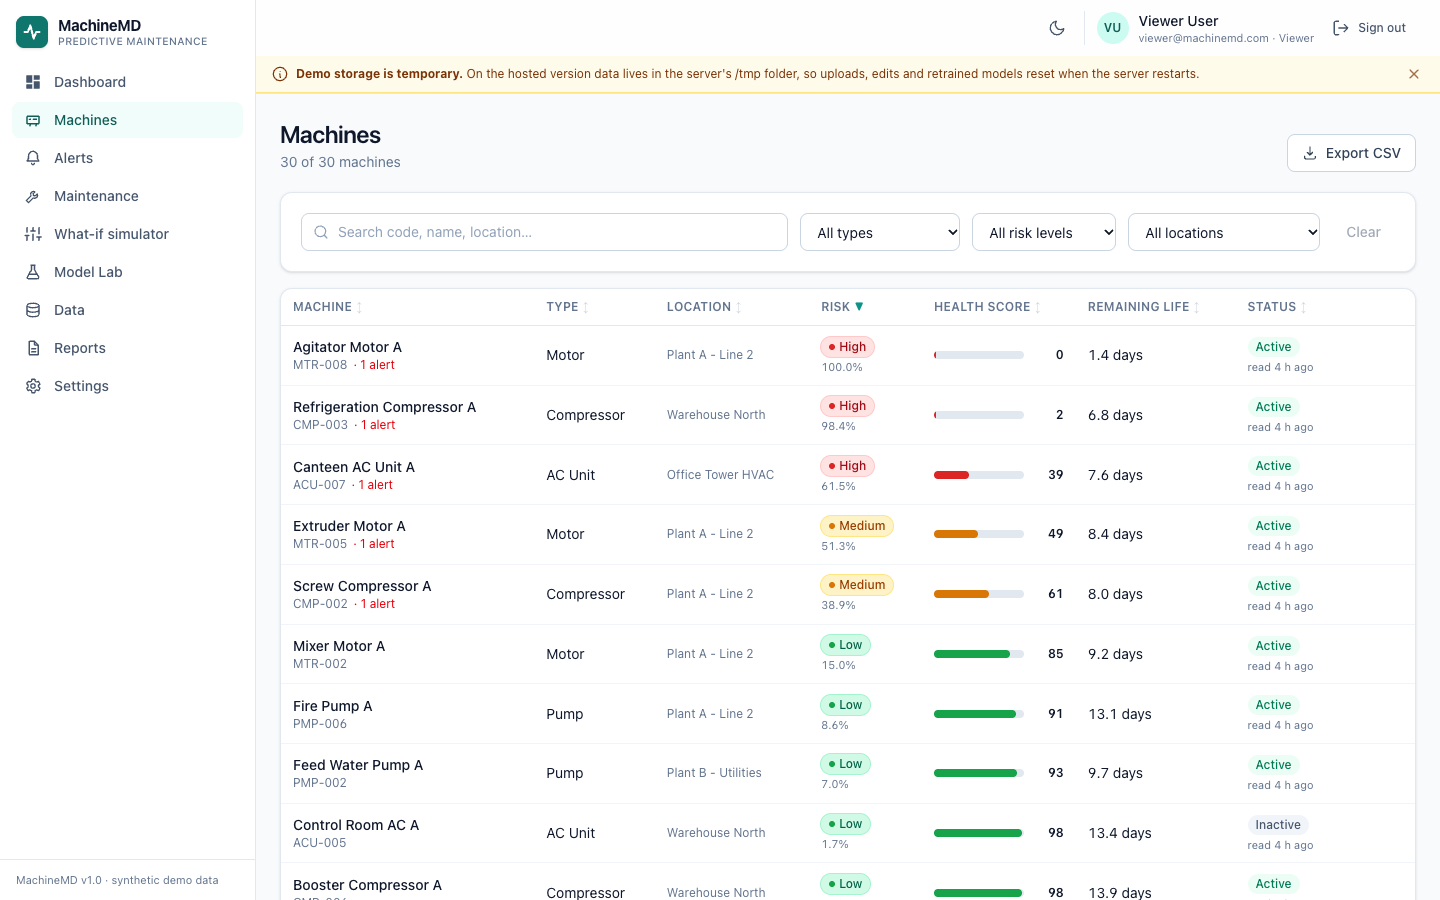 MachineMD
PREDICTIVE MAINTENANCE
Dashboard
Machines
Alerts
Maintenance
What-if simulator
Model Lab
Data
Reports
Settings
MachineMD v1.0 · synthetic demo data
VU
Viewer User
viewer@machinemd.com · Viewer
Sign out
Demo storage is temporary. On the hosted version data lives in the server's /tmp folder, so uploads, edits and retrained models reset when the server restarts.
Machines
30 of 30 machines
Export CSV
Search code, name, location...
All types
All risk levels
All locations
Clear
MACHINE TYPE LOCATION RISK HEALTH SCORE REMAINING LIFE STATUS
Agitator Motor A
MTR-008 · 1 alert
Motor
Plant A - Line 2
High
100.0%
0
1.4 days
Active
read 4 h ago
Refrigeration Compressor A
CMP-003 · 1 alert
Compressor
Warehouse North
High
98.4%
2
6.8 days
Active
read 4 h ago
Canteen AC Unit A
ACU-007 · 1 alert
AC Unit
Office Tower HVAC
High
61.5%
39
7.6 days
Active
read 4 h ago
Extruder Motor A
MTR-005 · 1 alert
Motor
Plant A - Line 2
Medium
51.3%
49
8.4 days
Active
read 4 h ago
Screw Compressor A
CMP-002 · 1 alert
Compressor
Plant A - Line 2
Medium
38.9%
61
8.0 days
Active
read 4 h ago
Mixer Motor A
MTR-002
Motor
Plant A - Line 2
Low
15.0%
85
9.2 days
Active
read 4 h ago
Fire Pump A
PMP-006
Pump
Plant A - Line 2
Low
8.6%
91
13.1 days
Active
read 4 h ago
Feed Water Pump A
PMP-002
Pump
Plant B - Utilities
Low
7.0%
93
9.7 days
Active
read 4 h ago
Control Room AC A
ACU-005
AC Unit
Warehouse North
Low
1.7%
98
13.4 days
Inactive
read 4 h ago
Booster Compressor A
Compressor
Warehouse North
Low
98
13.9 days
Active